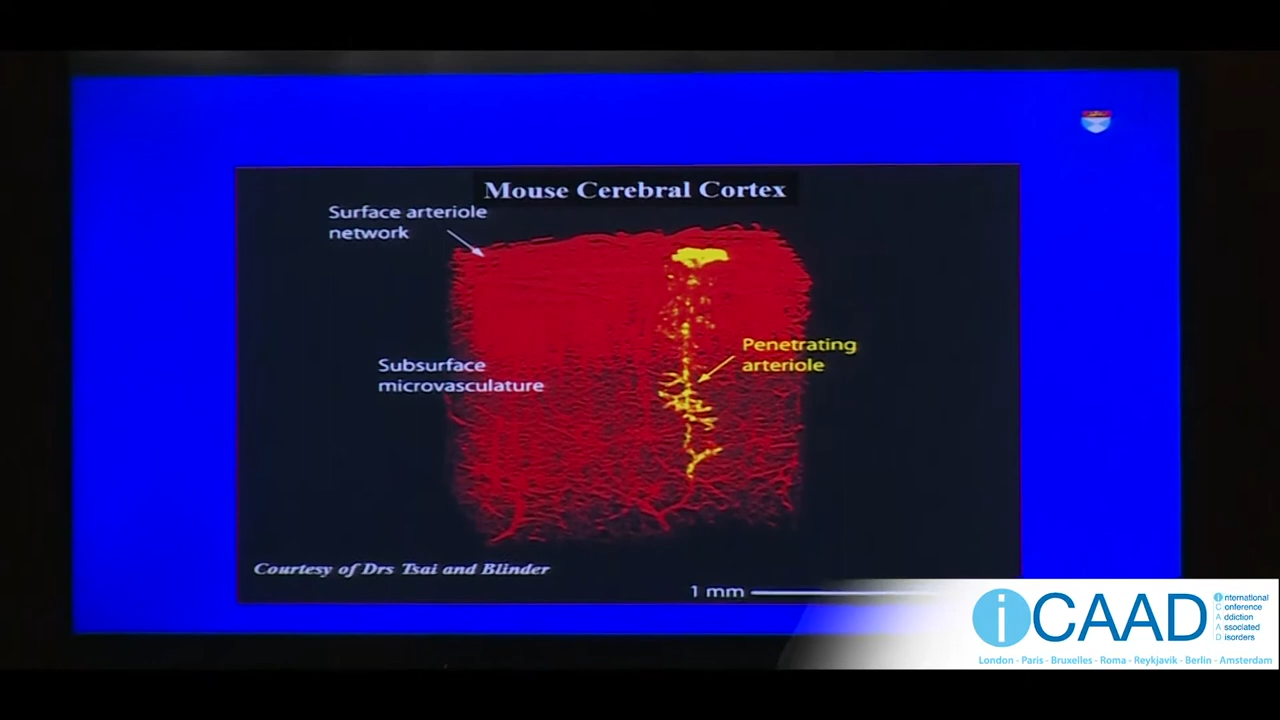 Mouse Cerebral Cortex
Surface arteriole
network
Subsurface
microvasculature
Penetrating
arteriole
Courtesy of Drs Tsai and Blinder
1 mm
iCAAD
international
Conference
Addiction
Associated
Disorders
London - Paris - Bruxelles - Roma - Reykjavik - Berlin - Amsterdam